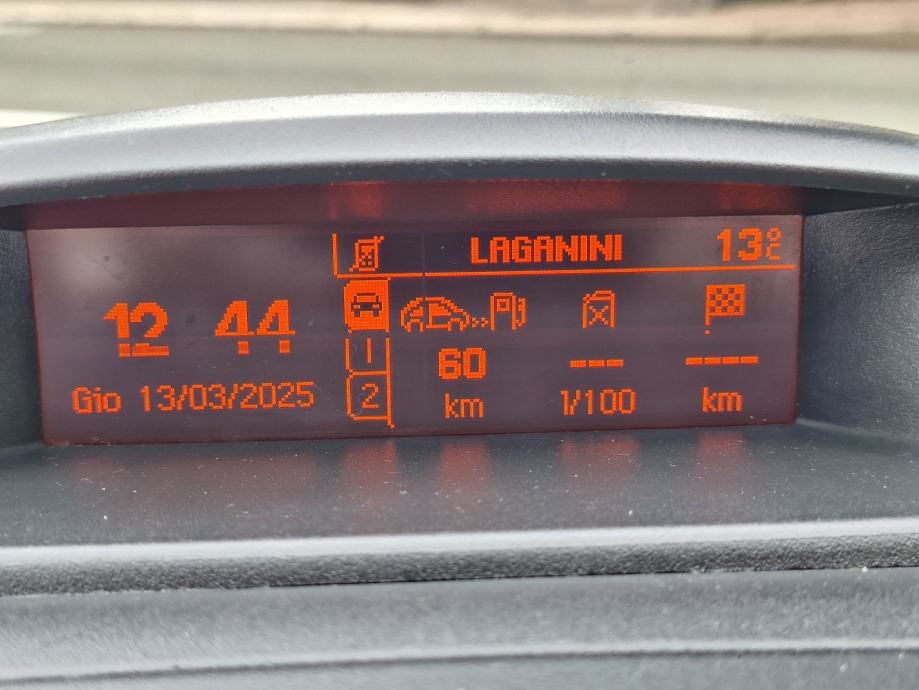 LAGANINI 13°C
12 44
1
2
60 --- ----
Gio 13/03/2025 km l/100 km